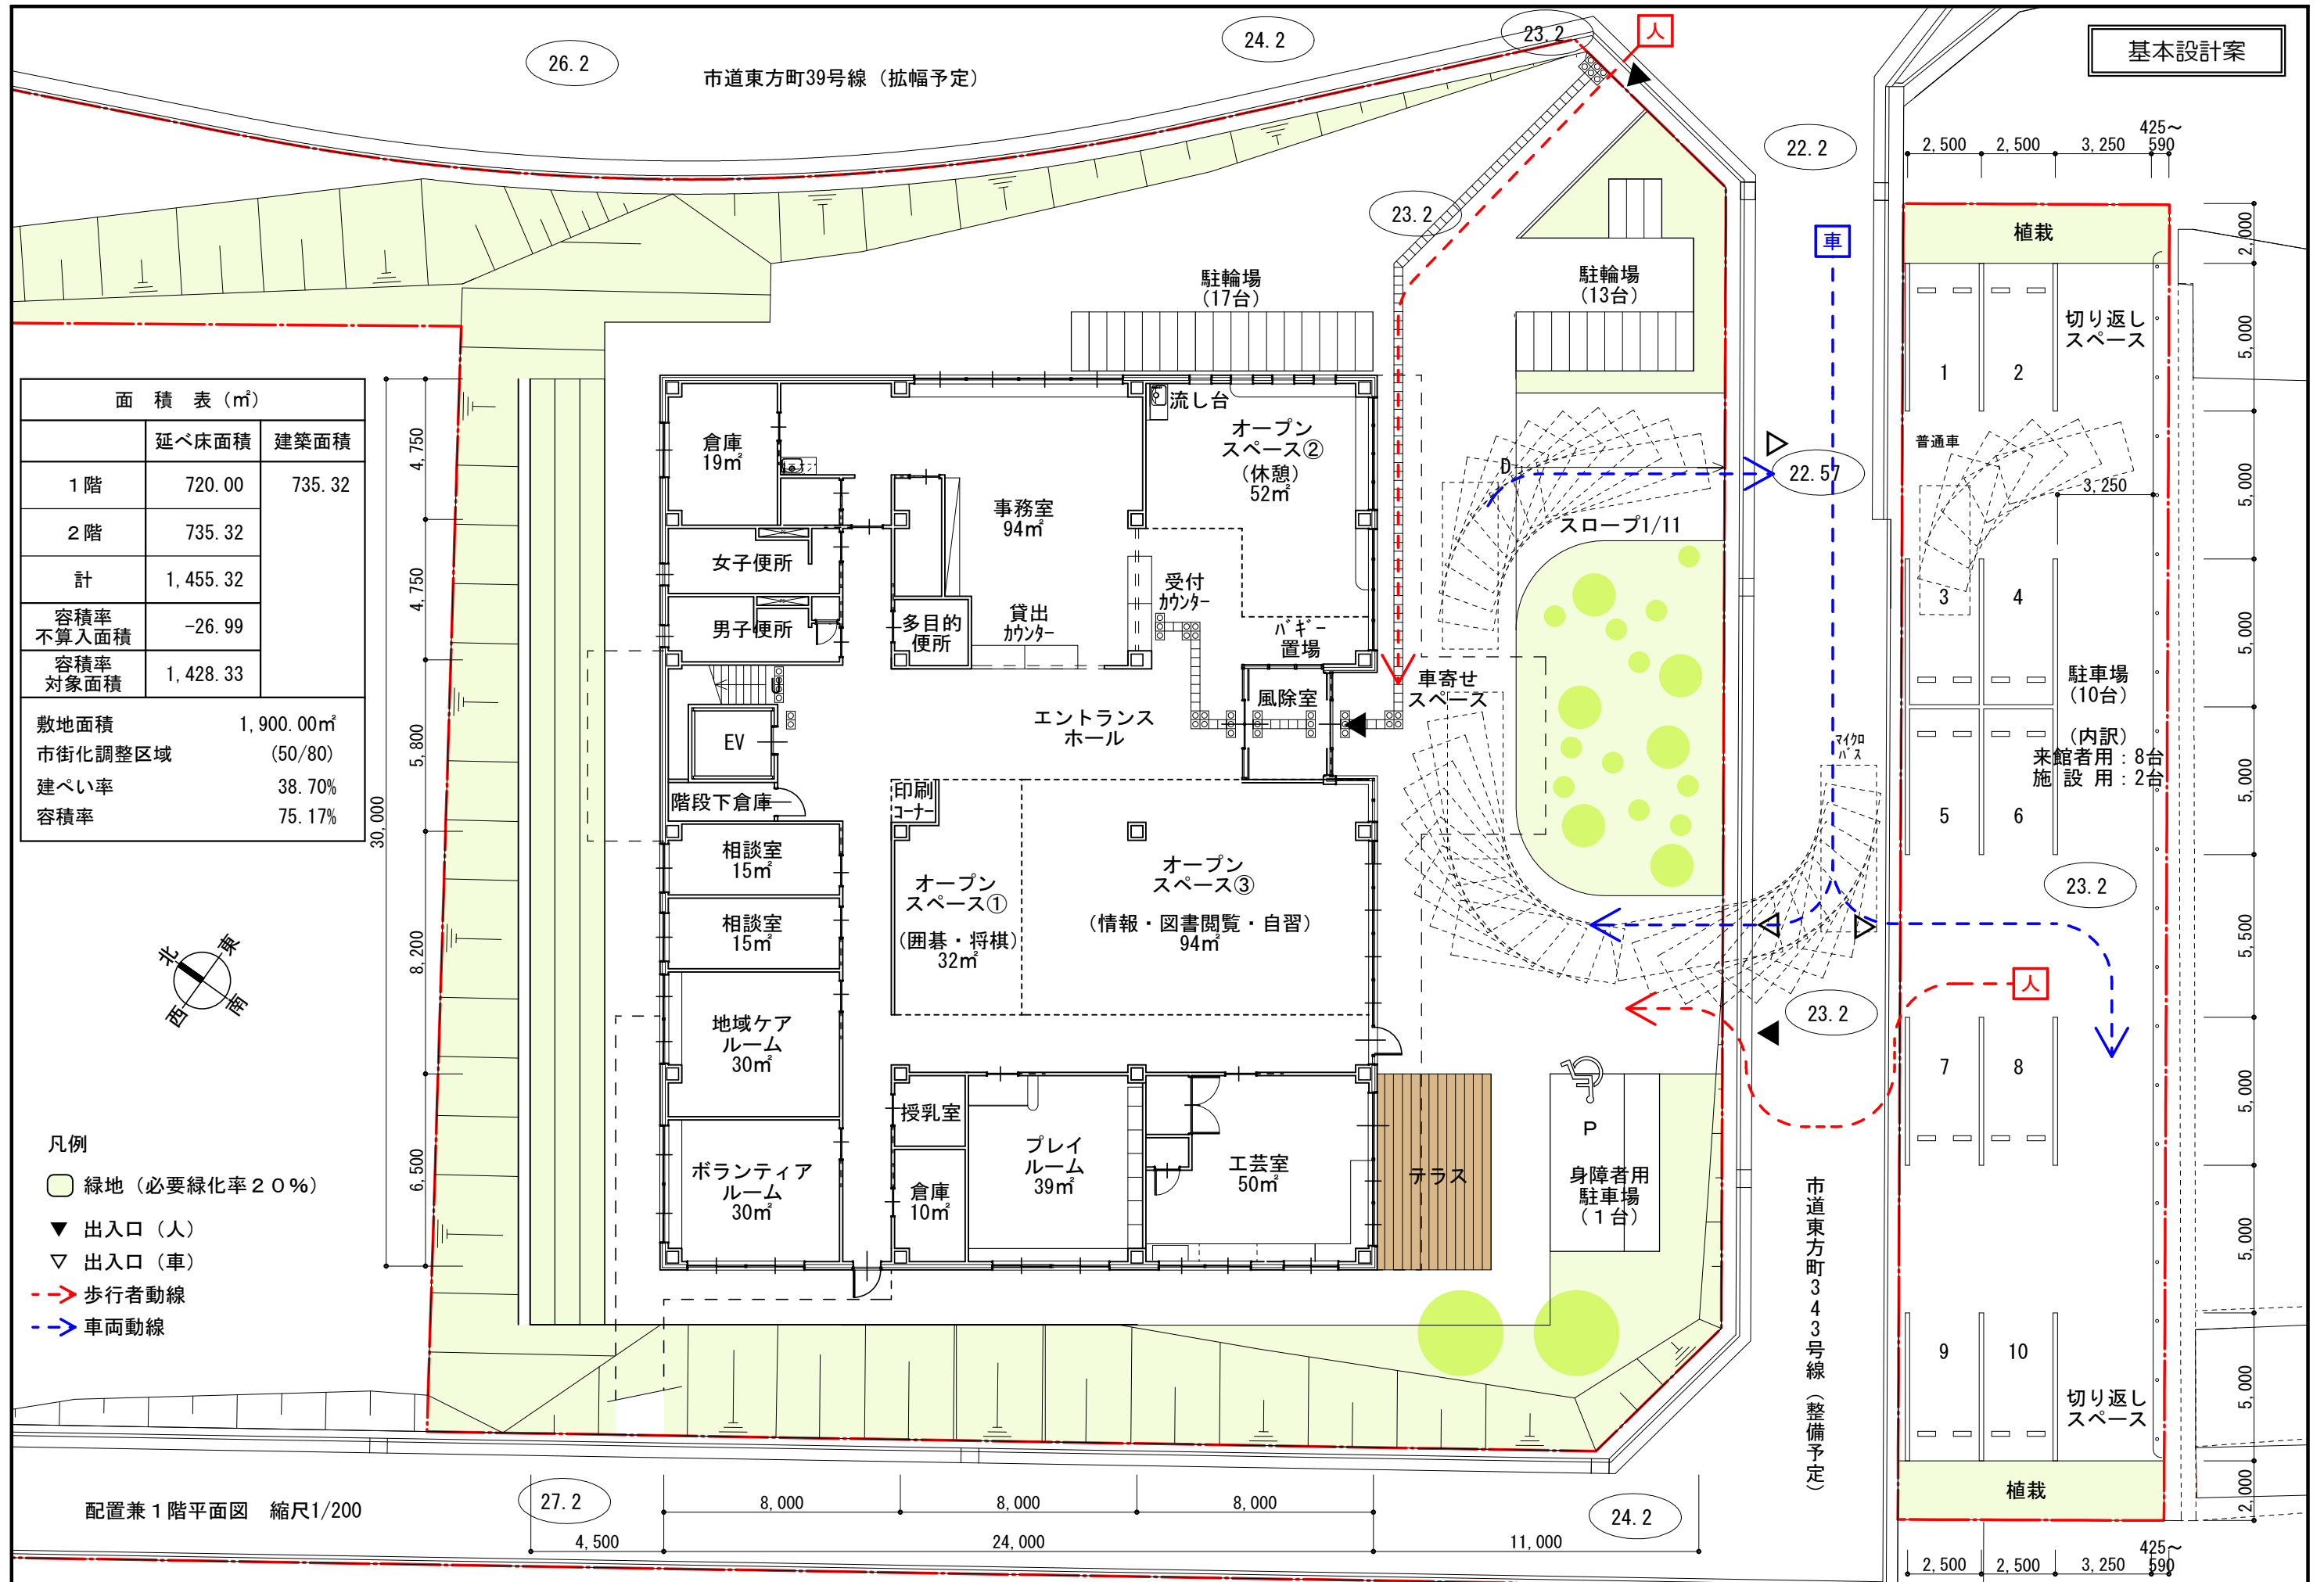 基本設計案
26.2
24.2
23.2
人
市道東方町39号線（拡幅予定）
22.2
23.2
車
2,500
2,500
3,250
425～
590
植栽
駐輪場
(17台)
駐輪場
(13台)
切り返し
スペース
1
2
普通車
3,250
3
4
駐車場
(10台)
(内訳)
来館者用：8台
施 設 用：2台
5
6
23.2
人
7
8
9
10
切り返し
スペース
植栽
2,000
5,000
5,000
5,000
5,000
5,500
5,000
5,000
5,000
2,000
2,500
2,500
3,250
425～
590
面 積 表（㎡）
延べ床面積
建築面積
1階
720.00
735.32
2階
735.32
計
1,455.32
容積率
不算入面積
-26.99
容積率
対象面積
1,428.33
敷地面積 1,900.00㎡
市街化調整区域 (50/80)
建ぺい率 38.70%
容積率 75.17%
4,750
4,750
5,800
8,200
6,500
30,000
倉庫
19㎡
女子便所
男子便所
EV
階段下倉庫
相談室
15㎡
相談室
15㎡
地域ケア
ルーム
30㎡
ボランティア
ルーム
30㎡
事務室
94㎡
多目的
便所
貸出
ｶｳﾝﾀｰ
受付
ｶｳﾝﾀｰ
流し台
オープン
スペース②
(休憩)
52㎡
ﾊﾞｷﾞｰ
置場
風除室
車寄せ
スペース
エントランス
ホール
印刷
ｺｰﾅｰ
オープン
スペース①
(囲碁・将棋)
32㎡
オープン
スペース③
(情報・図書閲覧・自習)
94㎡
授乳室
倉庫
10㎡
プレイ
ルーム
39㎡
工芸室
50㎡
テラス
D
スロープ1/11
22.57
ﾏｲｸﾛ
ﾊﾞｽ
23.2
P
身障者用
駐車場
(1台)
市道東方町343号線（整備予定）
北
東
西
南
凡例
緑地（必要緑化率２０%）
▼ 出入口（人）
▽ 出入口（車）
歩行者動線
車両動線
配置兼１階平面図 縮尺1/200
27.2
24.2
8,000
8,000
8,000
4,500
24,000
11,000